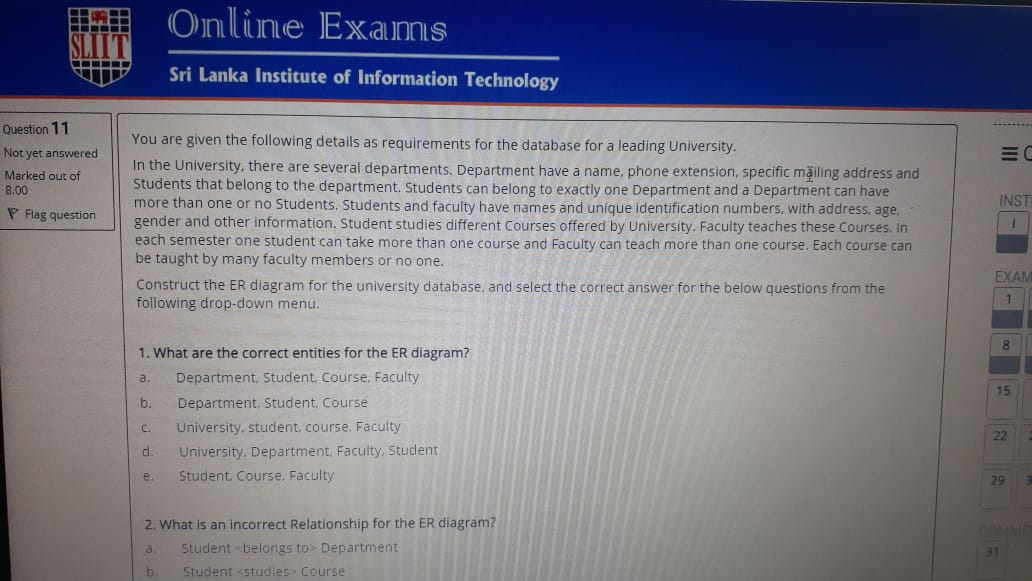 SLIIT
Online Exams
Sri Lanka Institute of Information Technology
Question 11
Not yet answered
Marked out of
8.00
Flag question
You are given the following details as requirements for the database for a leading University.
In the University, there are several departments. Department have a name, phone extension, specific mailing address and
Students that belong to the department. Students can belong to exactly one Department and a Department can have
more than one or no Students. Students and faculty have names and unique identification numbers, with address, age,
gender and other information. Student studies different Courses offered by University. Faculty teaches these Courses. In
each semester one student can take more than one course and Faculty can teach more than one course. Each course can
be taught by many faculty members or no one.
Construct the ER diagram for the university database, and select the correct answer for the below questions from the
following drop-down menu.
1. What are the correct entities for the ER diagram?
a. Department, Student, Course, Faculty
b. Department, Student, Course
c. University, student, course, Faculty
d. University, Department, Faculty, Student
e. Student, Course, Faculty
2. What is an incorrect Relationship for the ER diagram?
a. Student <belongs to> Department
b. Student <studies> Course
INST
I
EXAM
1
8
15
22
29
COMME
31